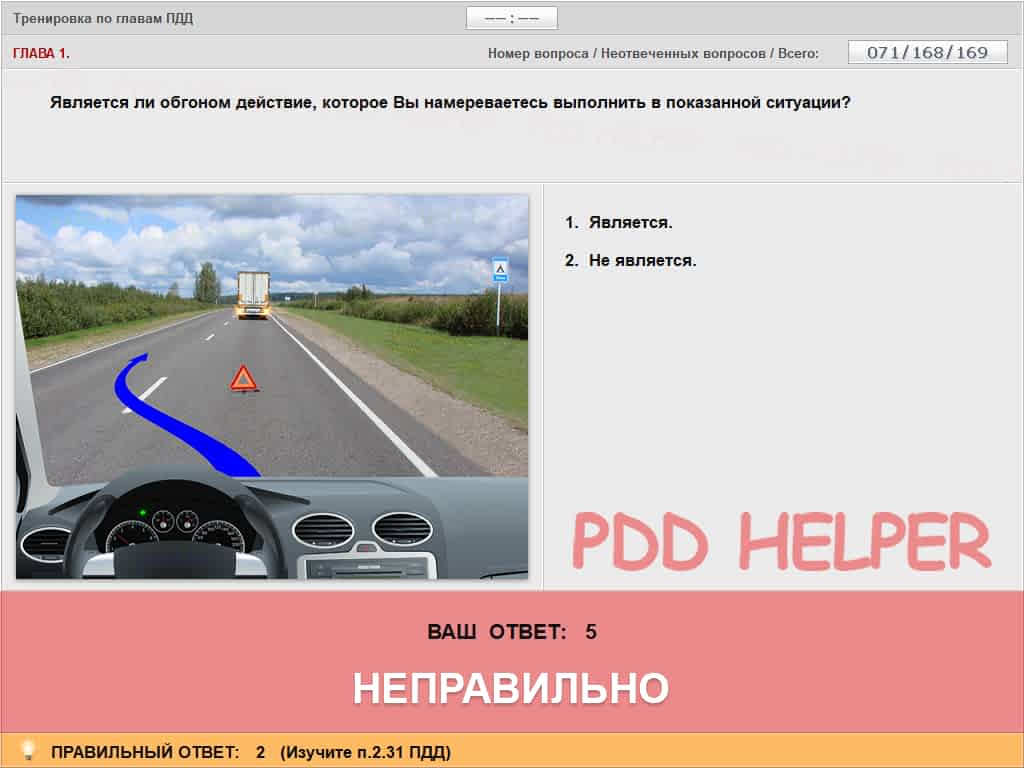 Тренировка по главам ПДД
—— : ——
ГЛАВА 1.
Номер вопроса / Неотвеченных вопросов / Всего: 071/168/169
Является ли обгоном действие, которое Вы намереваетесь выполнить в показанной ситуации?
1. Является.
2. Не является.
PDD HELPER
ВАШ ОТВЕТ: 5
НЕПРАВИЛЬНО
ПРАВИЛЬНЫЙ ОТВЕТ: 2 (Изучите п.2.31 ПДД)